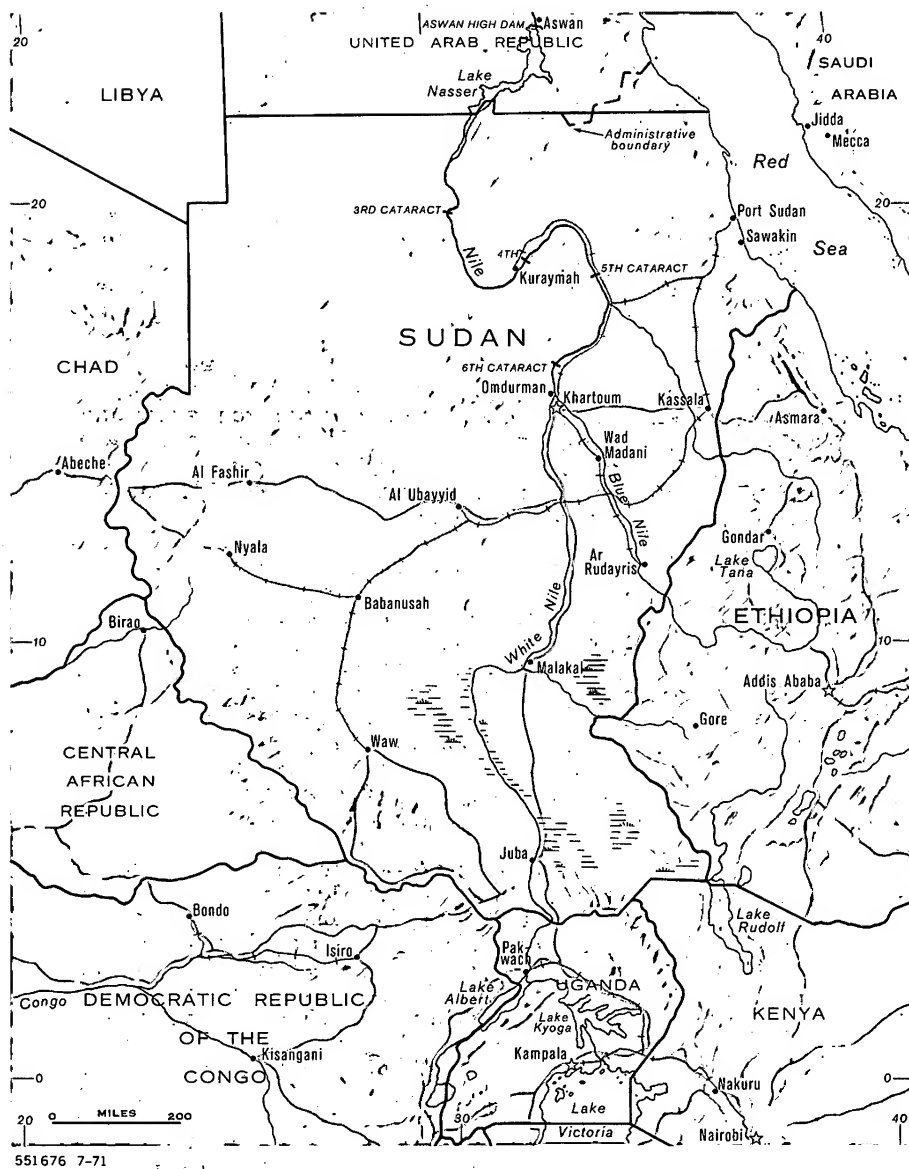 20
ASWAN HIGH DAM
Aswan
40
UNITED ARAB REPUBLIC
SAUDI
ARABIA
LIBYA
Lake
Nasser
Jidda
Mecca
Administrative
boundary
Red
Sea
20
3RD CATARACT
20
Port Sudan
Sawakin
Nile
4TH
Kuraymah
5TH CATARACT
SUDAN
CHAD
6TH CATARACT
Omdurman
Khartoum
Kassala
Asmara
Wad
Madani
Abeche
Al Fashir
Al Ubayyid
Blue
Nile
Gondar
Lake
Tana
Nyala
Ar
Rudayris
Babanusah
Nile
ETHIOPIA
Birao
10
White
10
Malakal
Addis Ababa
Gore
Waw
CENTRAL
AFRICAN
REPUBLIC
Juba
Bondo
Lake
Rudolf
Isiro
Pak-
wach
UGANDA
Lake
Albert
Congo
DEMOCRATIC REPUBLIC
OF THE
CONGO
KENYA
Lake
Kyoga
Kisangani
Kampala
0
0
Nakuru
0 MILES 200
20
30
Lake
Victoria
40
Nairobi
551676 7-71